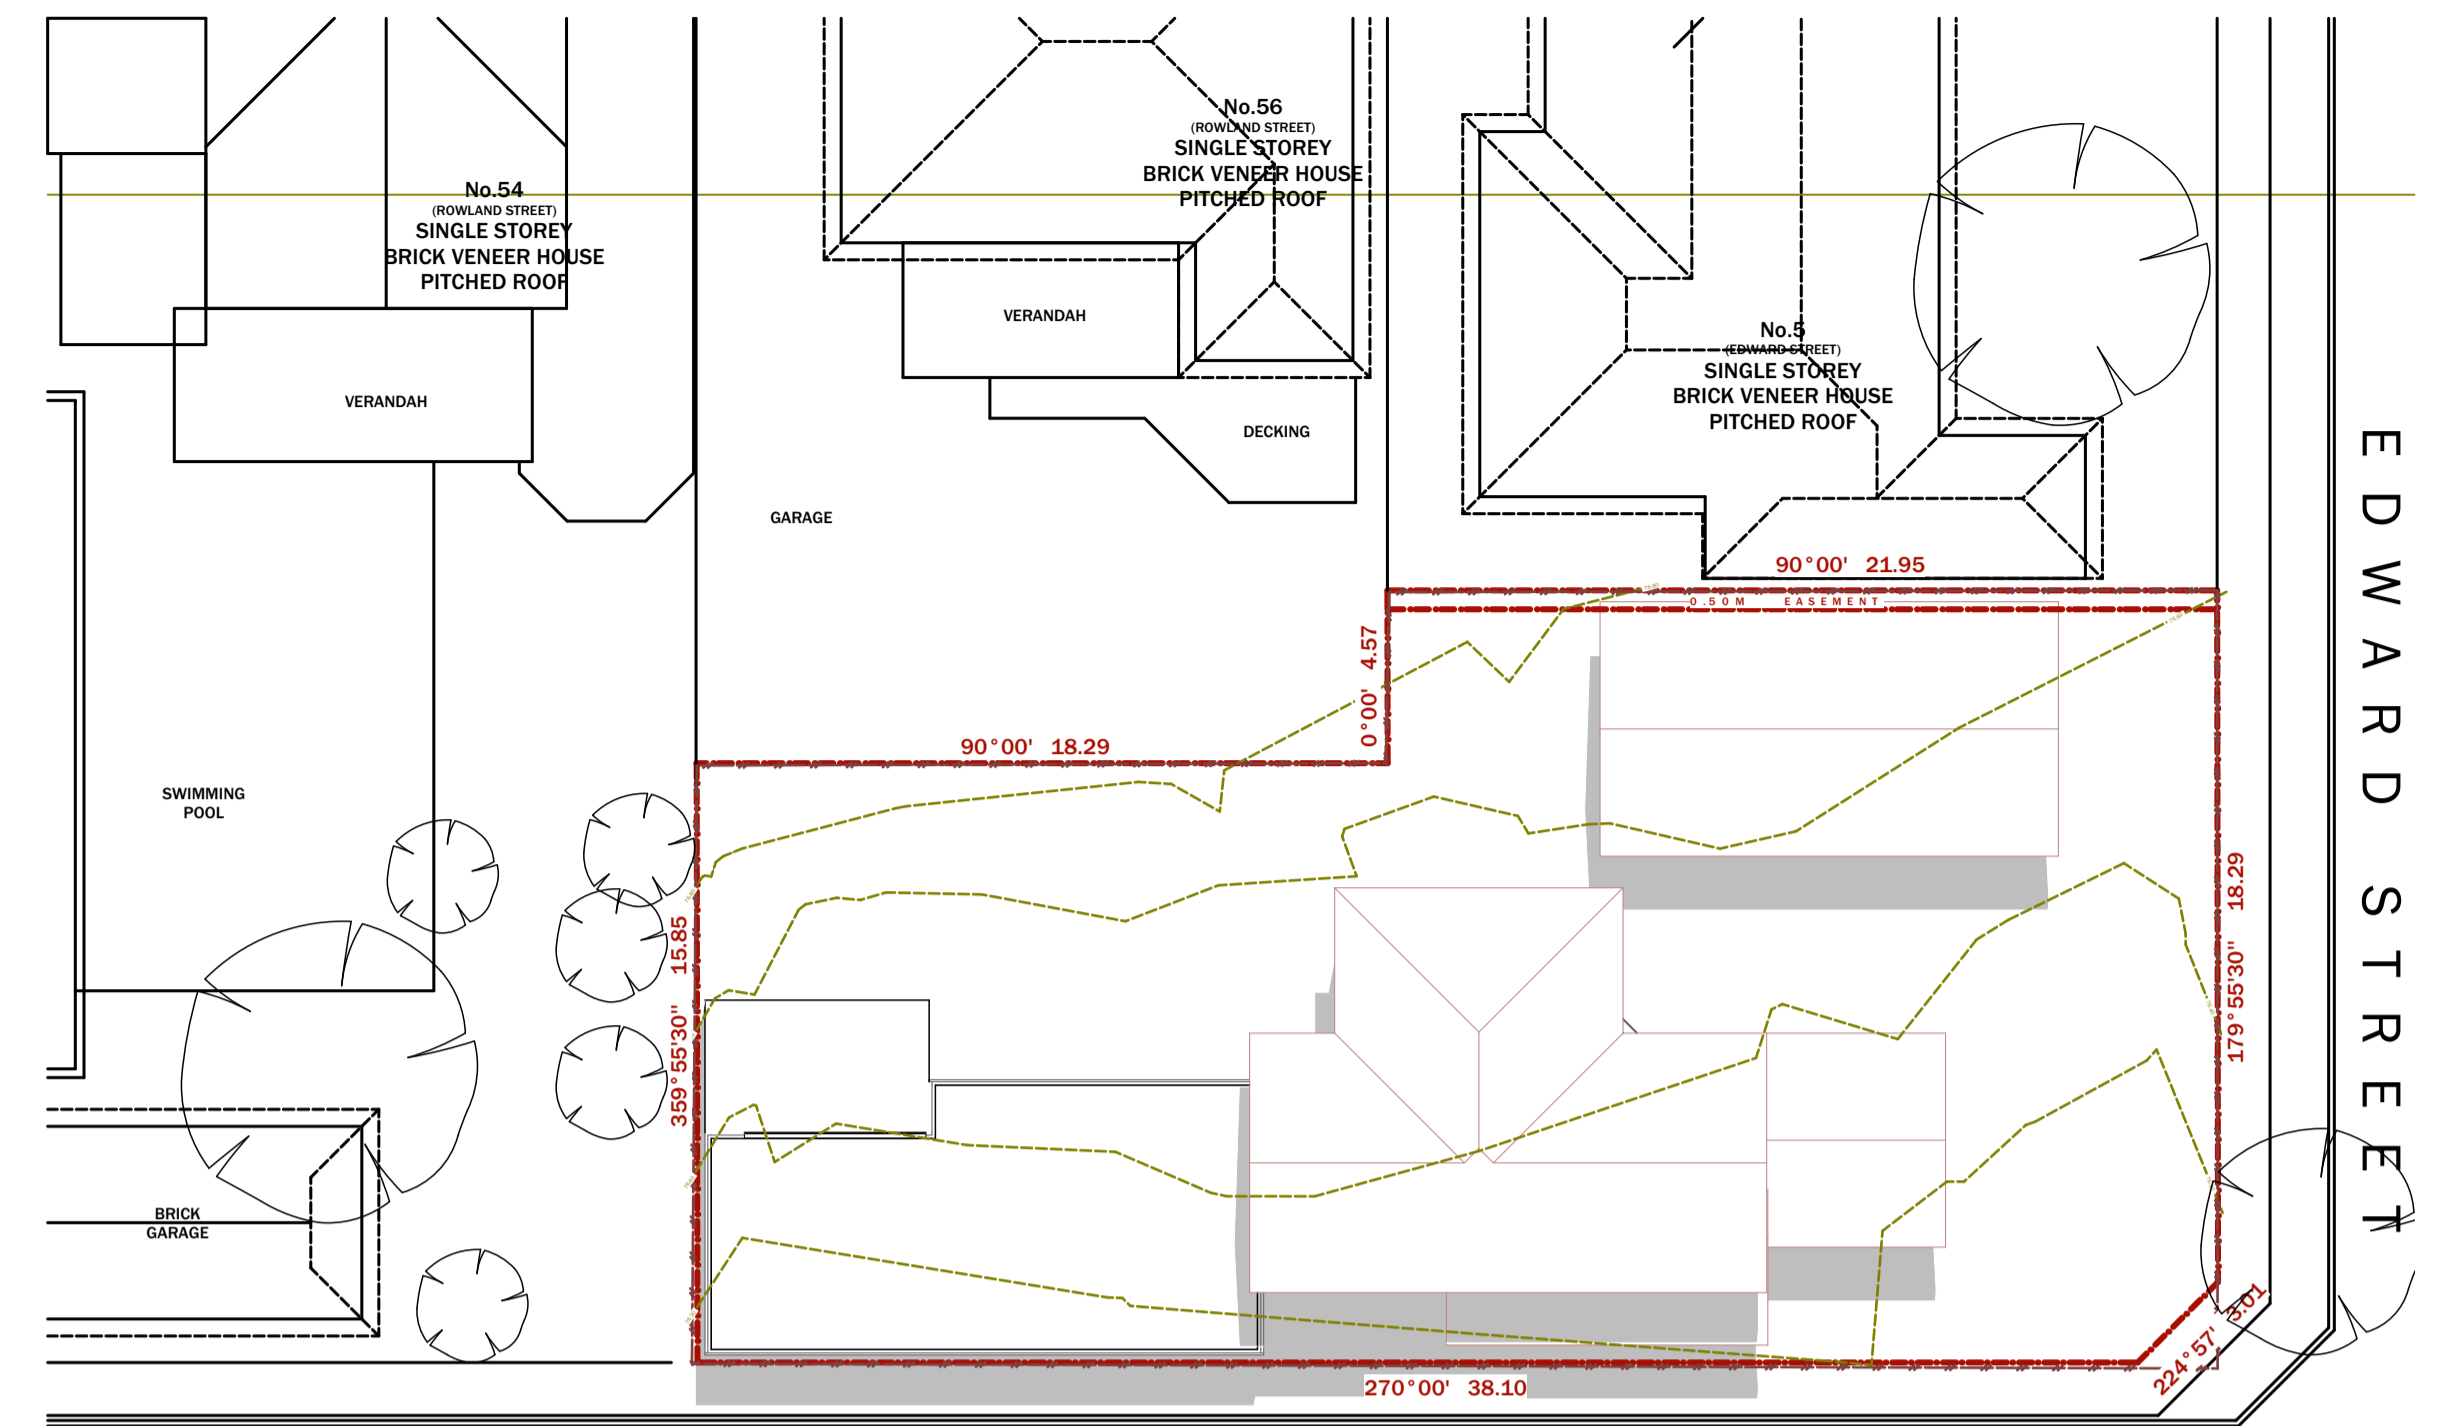 No.56
(ROWLAND STREET)
SINGLE STOREY
BRICK VENEER HOUSE
PITCHED ROOF
No.54
(ROWLAND STREET)
SINGLE STOREY
BRICK VENEER HOUSE
PITCHED ROOF
VERANDAH
No.5
(EDWARD STREET)
SINGLE STOREY
BRICK VENEER HOUSE
PITCHED ROOF
VERANDAH
DECKING
GARAGE
EDWARD STREET
90°00' 21.95
0.50M EASEMENT
0°00' 4.57
90°00' 18.29
SWIMMING
POOL
359°55'30" 15.85
179°55'30" 18.29
BRICK
GARAGE
224°57' 3.01
270°00' 38.10